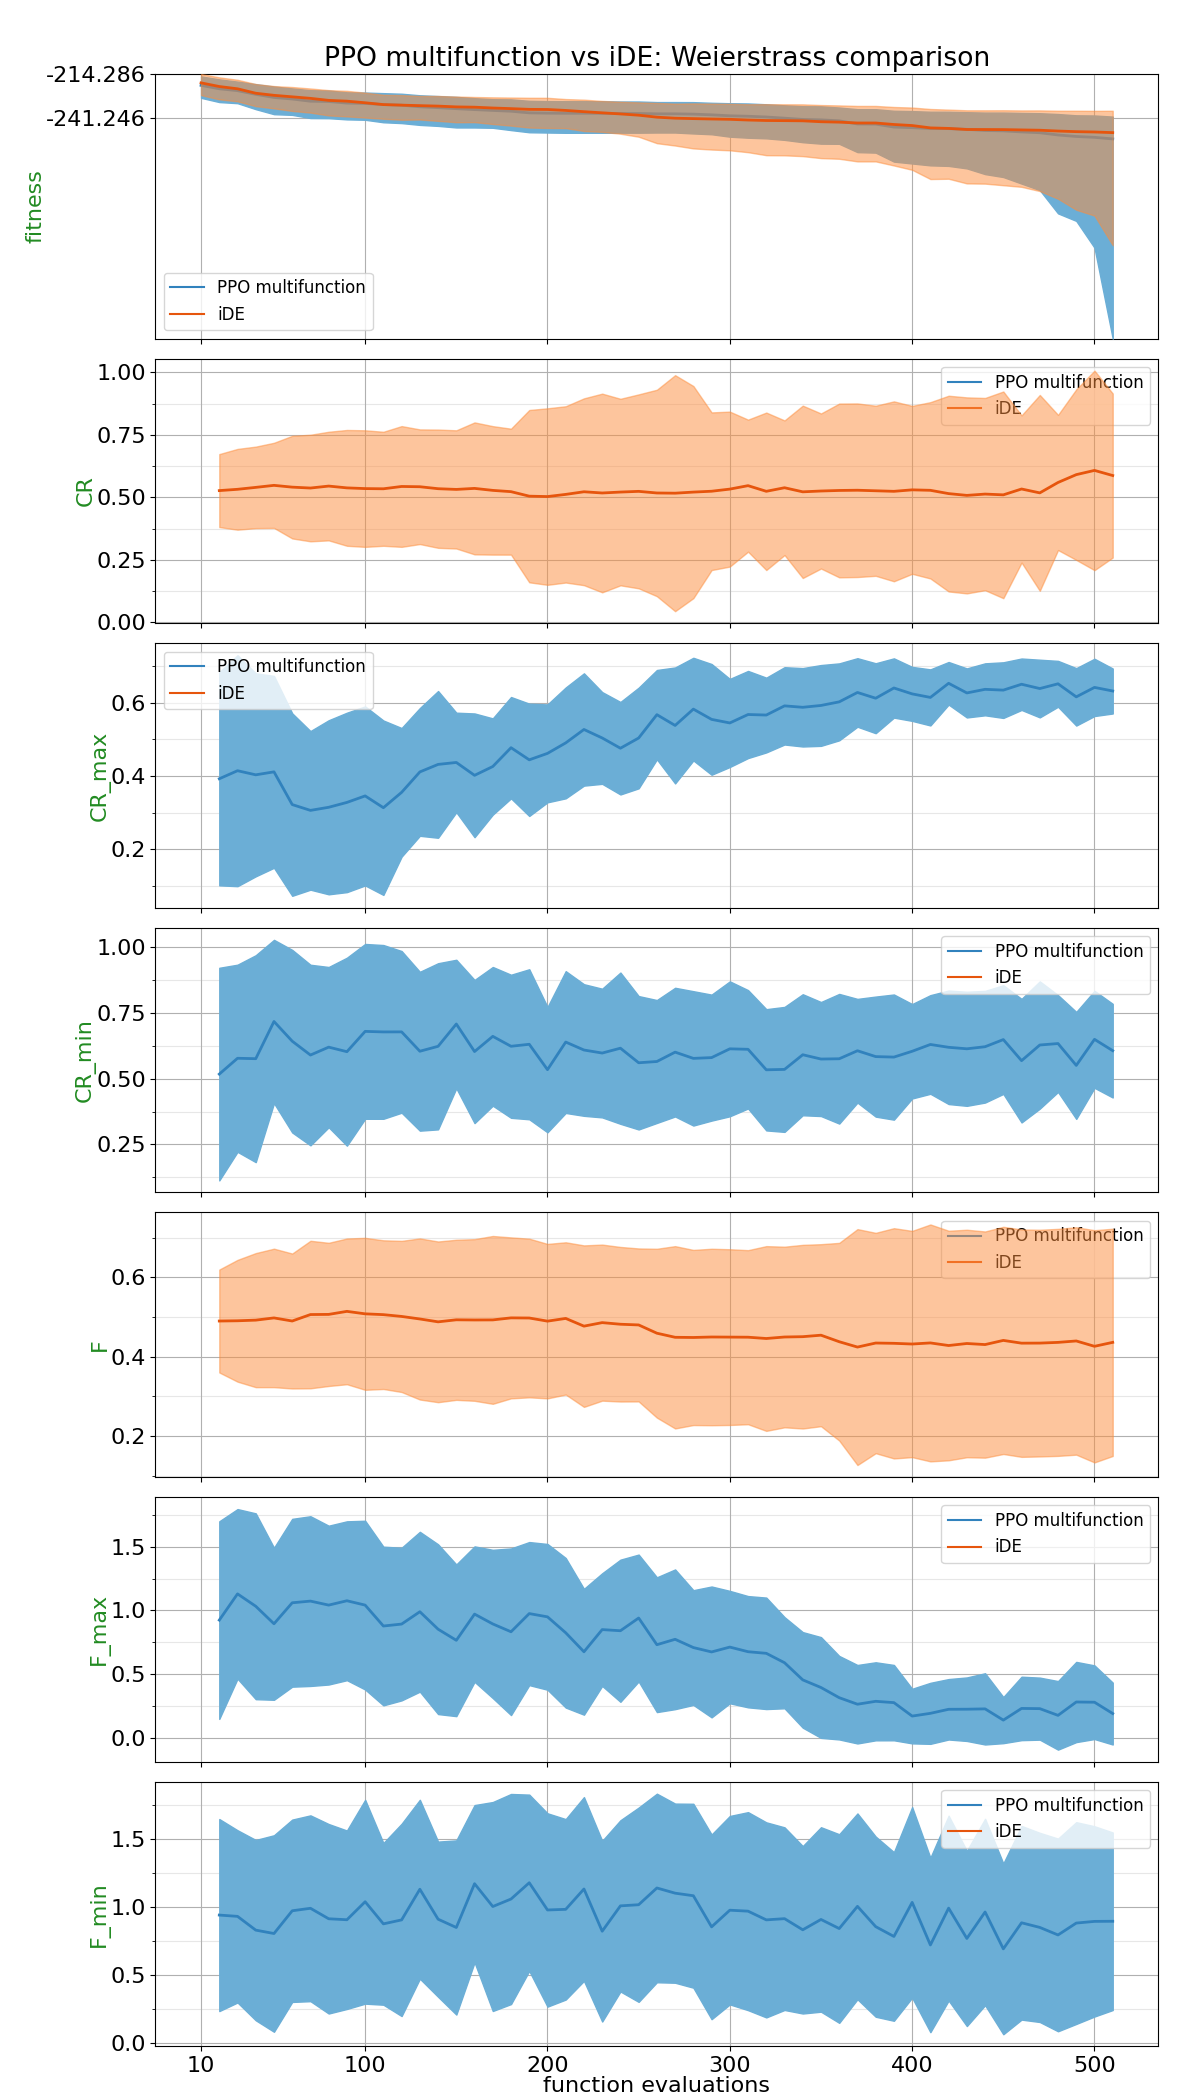 PPO multifunction vs iDE: Weierstrass comparison
-214.286
-241.246
fitness
PPO multifunction
iDE
1.00
0.75
0.50
0.25
0.00
CR
PPO multifunction
iDE
0.6
0.4
0.2
CR_max
PPO multifunction
iDE
1.00
0.75
0.50
0.25
CR_min
PPO multifunction
iDE
0.6
0.4
0.2
F
PPO multifunction
iDE
1.5
1.0
0.5
0.0
F_max
PPO multifunction
iDE
1.5
1.0
0.5
0.0
F_min
PPO multifunction
iDE
10 100 200 300 400 500
function evaluations